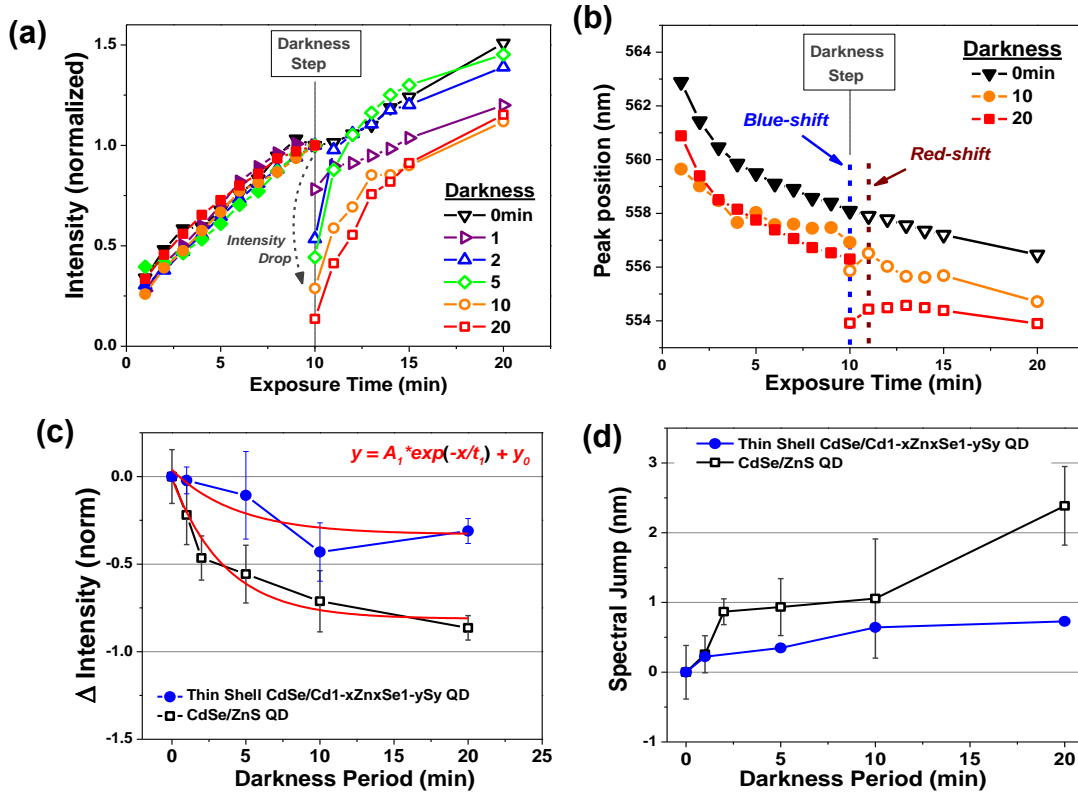 (a)
Intensity (normalized)
1.5
1.0
0.5
0.0
0
5
10
15
20
Exposure Time (min)
Darkness
Step
Intensity
Drop
Darkness
0min
1
2
5
10
20
(b)
Peak position (nm)
564
562
560
558
556
554
0
5
10
15
20
Exposure Time (min)
Darkness
Step
Blue-shift
Red-shift
Darkness
0min
10
20
(c)
Δ Intensity (norm)
0.0
-0.5
-1.0
-1.5
0
5
10
15
20
25
Darkness Period (min)
y = A1*exp(-x/t1) + y0
Thin Shell CdSe/Cd1-xZnxSe1-ySy QD
CdSe/ZnS QD
(d)
Spectral Jump (nm)
3
2
1
0
-1
0
5
10
15
20
Darkness Period (min)
Thin Shell CdSe/Cd1-xZnxSe1-ySy QD
CdSe/ZnS QD